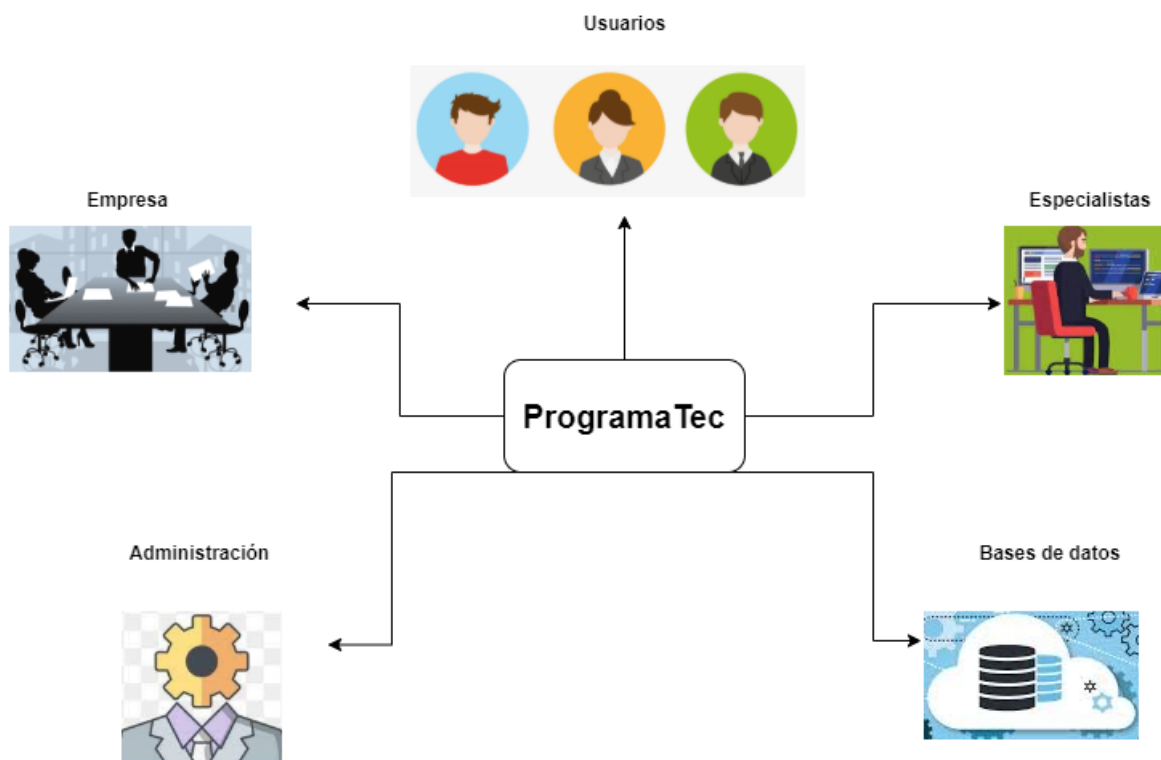 Usuarios
Empresa
Especialistas
ProgramaTec
Administración
Bases de datos